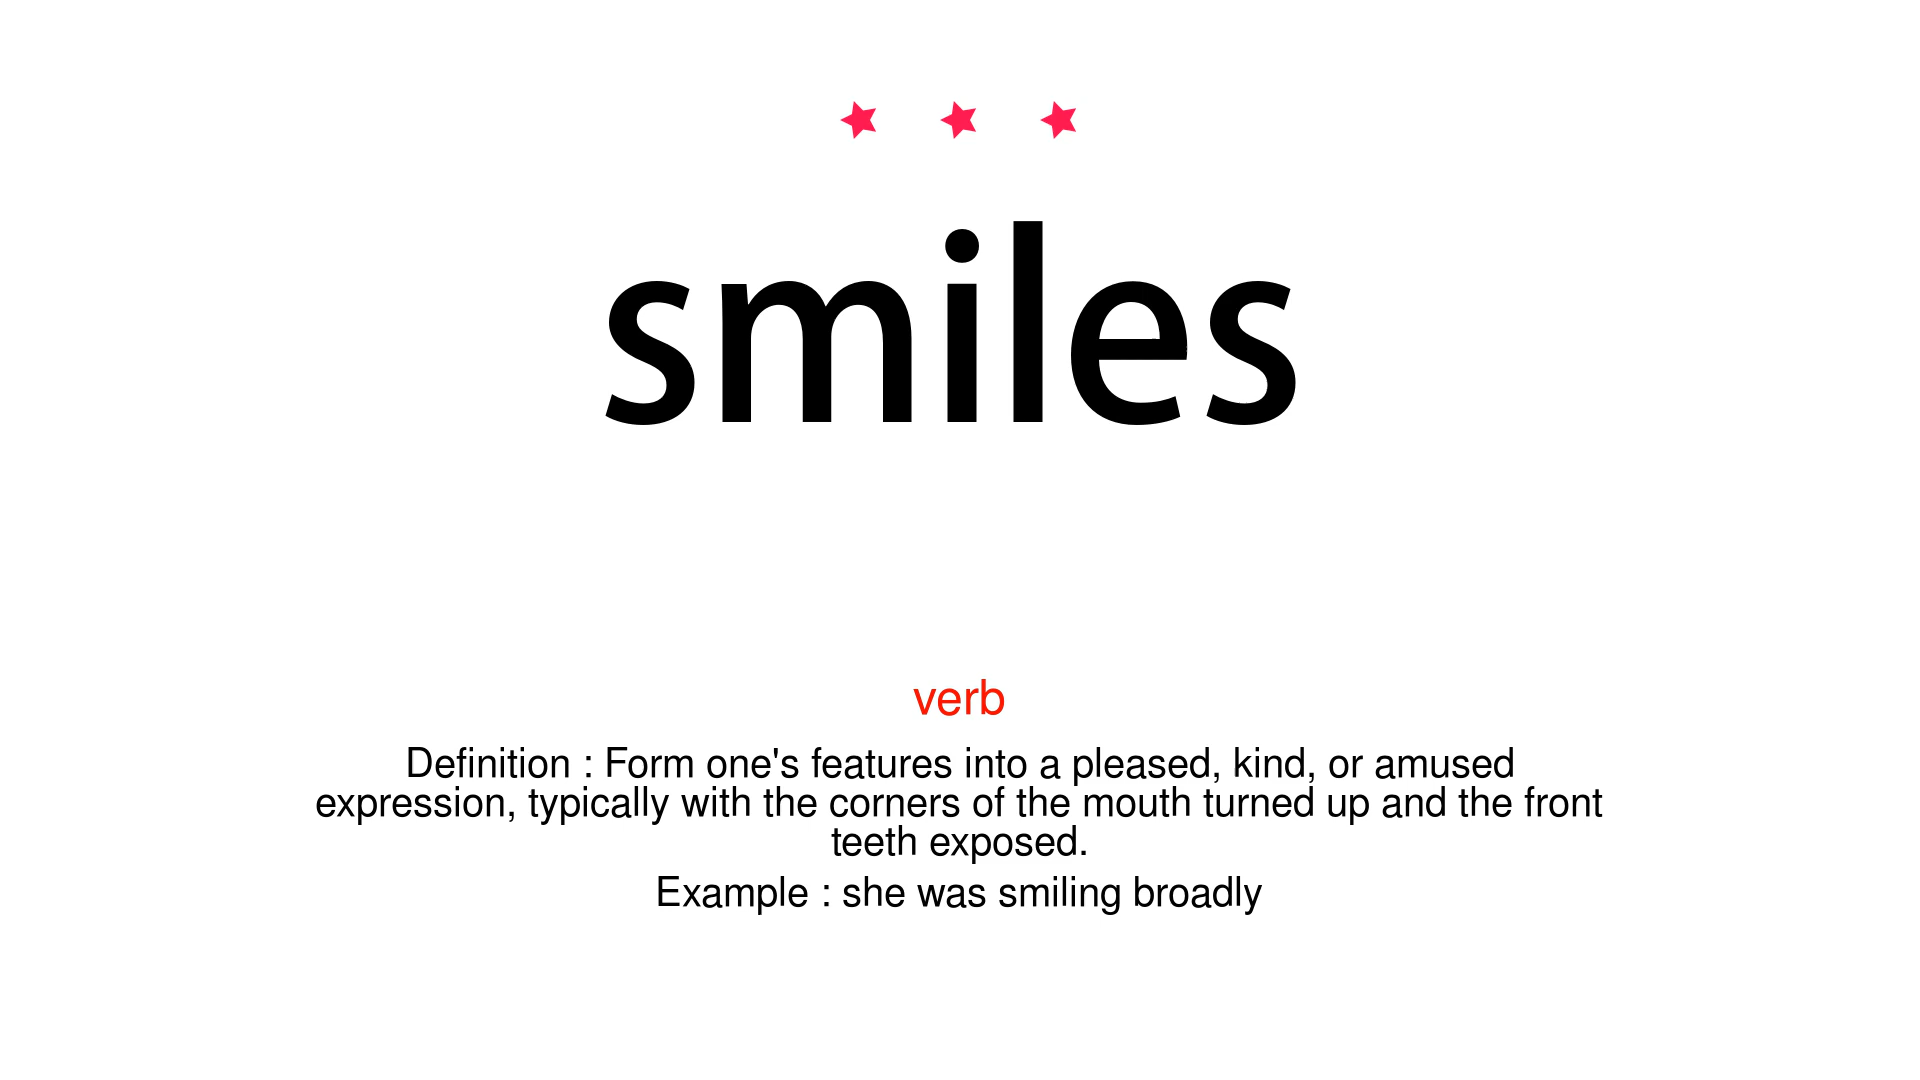 smiles
verb
Definition : Form one's features into a pleased, kind, or amused
expression, typically with the corners of the mouth turned up and the front
teeth exposed.
Example : she was smiling broadly